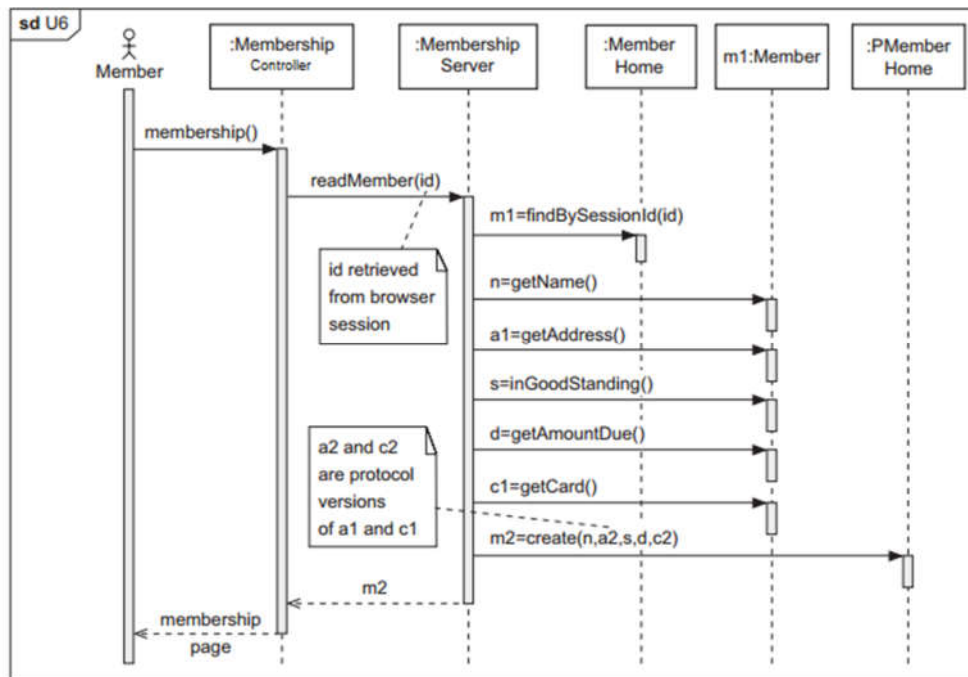 sd U6
Member
:Membership
Controller
:Membership
Server
:Member
Home
m1:Member
:PMember
Home
membership()
readMember(id)
m1=findBySessionId(id)
id retrieved
from browser
session
n=getName()
a1=getAddress()
s=inGoodStanding()
d=getAmountDue()
a2 and c2
are protocol
versions
of a1 and c1
c1=getCard()
m2=create(n,a2,s,d,c2)
m2
membership
page